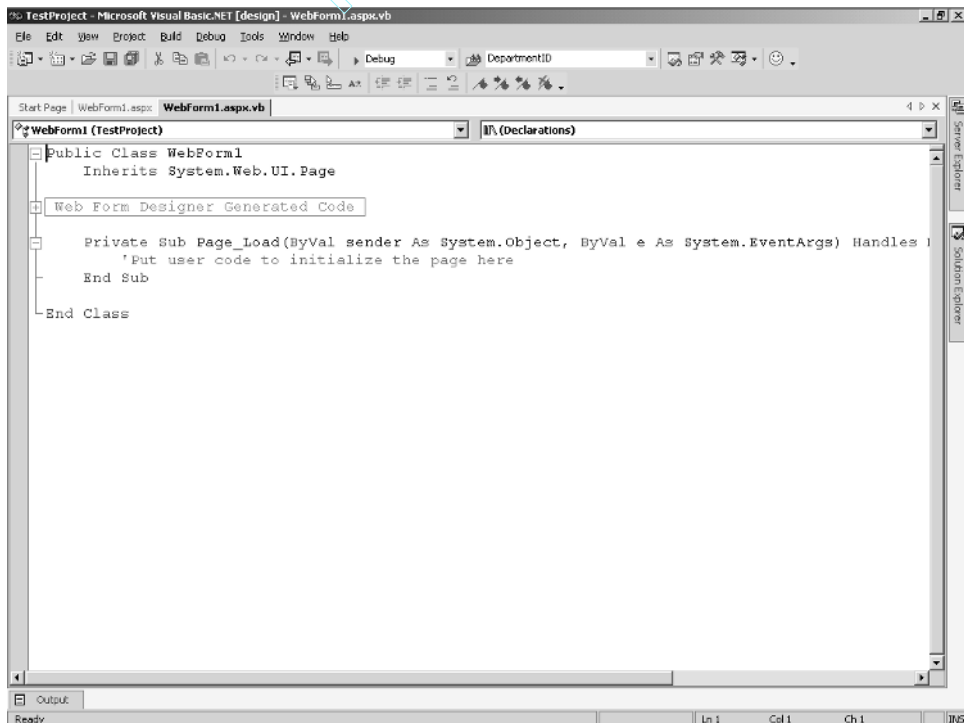 TestProject - Microsoft Visual Basic.NET [design] - WebForm1.aspx.vb
File Edit View Project Build Debug Tools Window Help
Debug DepartmentID
Start Page WebForm1.aspx WebForm1.aspx.vb
WebForm1 (TestProject) (Declarations)
Public Class WebForm1
Inherits System.Web.UI.Page
Web Form Designer Generated Code
Private Sub Page_Load(ByVal sender As System.Object, ByVal e As System.EventArgs) Handles
'Put user code to initialize the page here
End Sub
End Class
Server Explorer
Solution Explorer
Output
Ready Ln 1 Col 1 Ch 1 INS